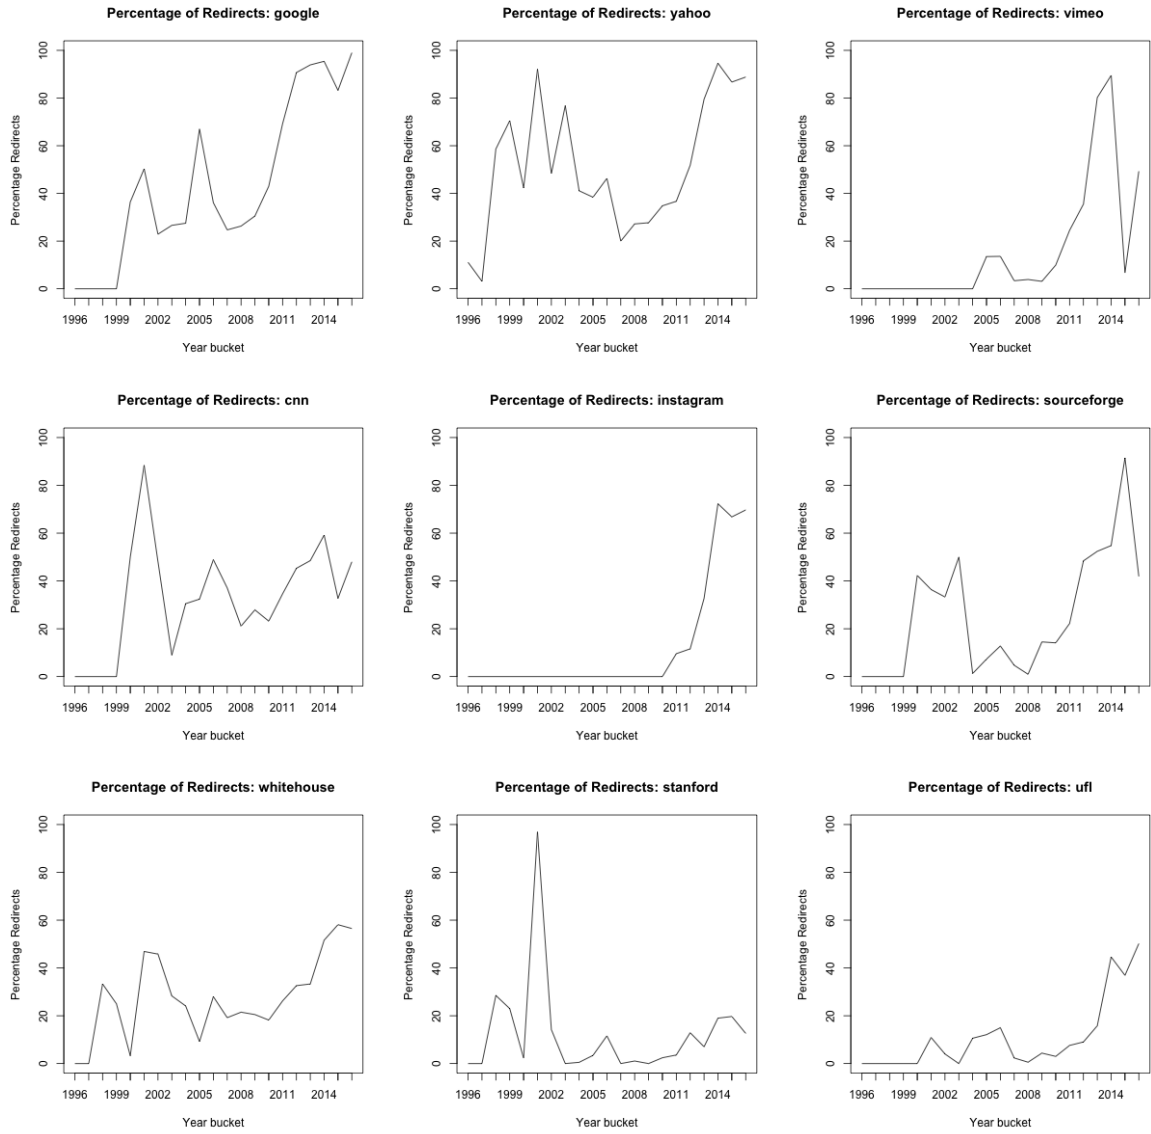 Percentage of Redirects: google
Percentage Redirects
0 20 40 60 80 100
1996 1999 2002 2005 2008 2011 2014
Year bucket
Percentage of Redirects: yahoo
Percentage Redirects
0 20 40 60 80 100
1996 1999 2002 2005 2008 2011 2014
Year bucket
Percentage of Redirects: vimeo
Percentage Redirects
0 20 40 60 80 100
1996 1999 2002 2005 2008 2011 2014
Year bucket
Percentage of Redirects: cnn
Percentage Redirects
0 20 40 60 80 100
1996 1999 2002 2005 2008 2011 2014
Year bucket
Percentage of Redirects: instagram
Percentage Redirects
0 20 40 60 80 100
1996 1999 2002 2005 2008 2011 2014
Year bucket
Percentage of Redirects: sourceforge
Percentage Redirects
0 20 40 60 80 100
1996 1999 2002 2005 2008 2011 2014
Year bucket
Percentage of Redirects: whitehouse
Percentage Redirects
0 20 40 60 80 100
1996 1999 2002 2005 2008 2011 2014
Year bucket
Percentage of Redirects: stanford
Percentage Redirects
0 20 40 60 80 100
1996 1999 2002 2005 2008 2011 2014
Year bucket
Percentage of Redirects: ufl
Percentage Redirects
0 20 40 60 80 100
1996 1999 2002 2005 2008 2011 2014
Year bucket